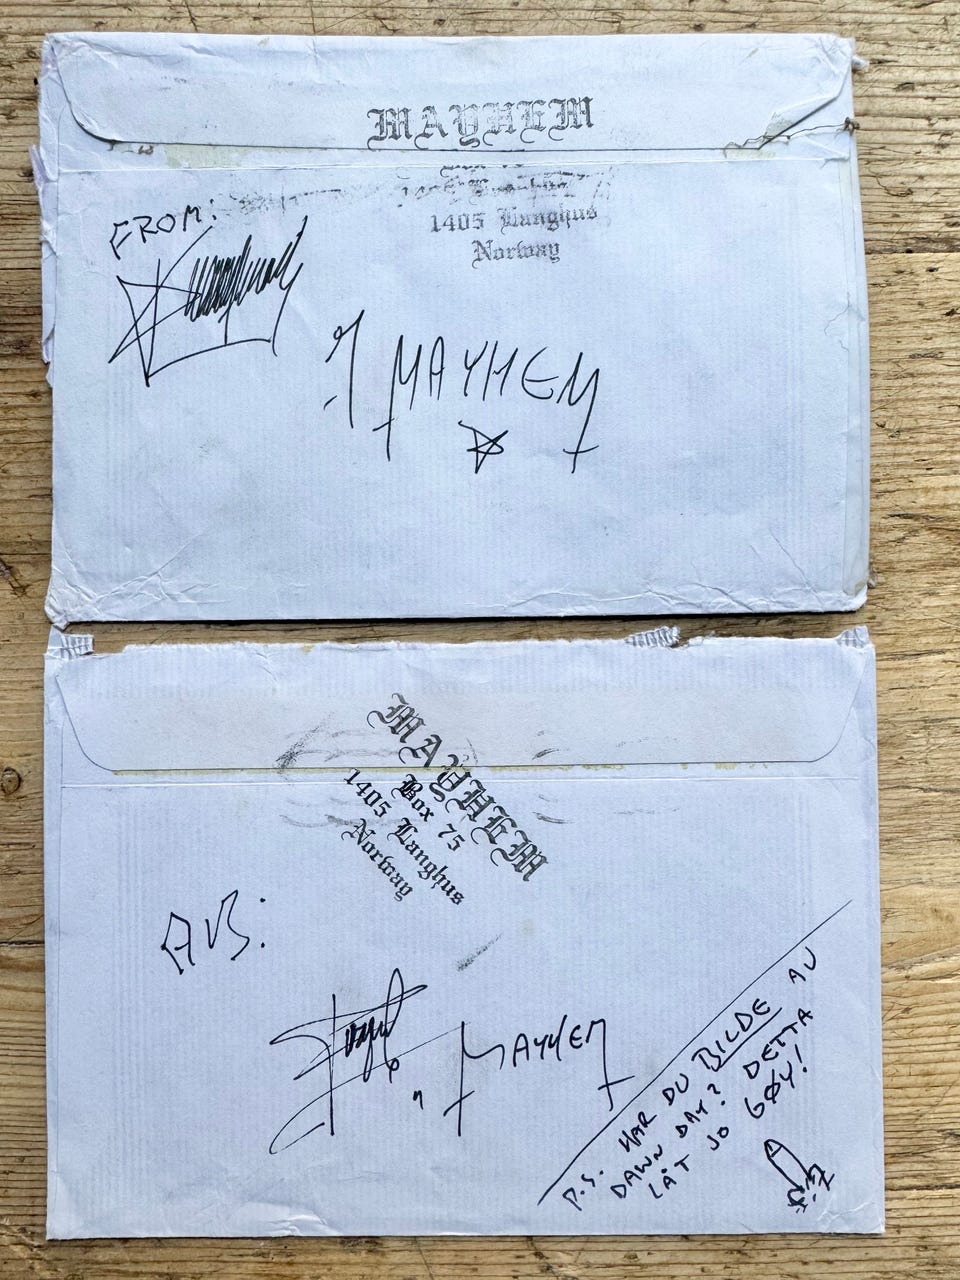 MAYHEM
1405 Langhus
Norway
FROM:
MAYHEM
MAYHEM
Box 75
1405 Langhus
Norway
AVS:
MAYHEM
P.S. HAR DU BILDE AV
DAWN DAY? DETTA
LÅT JO GØY!